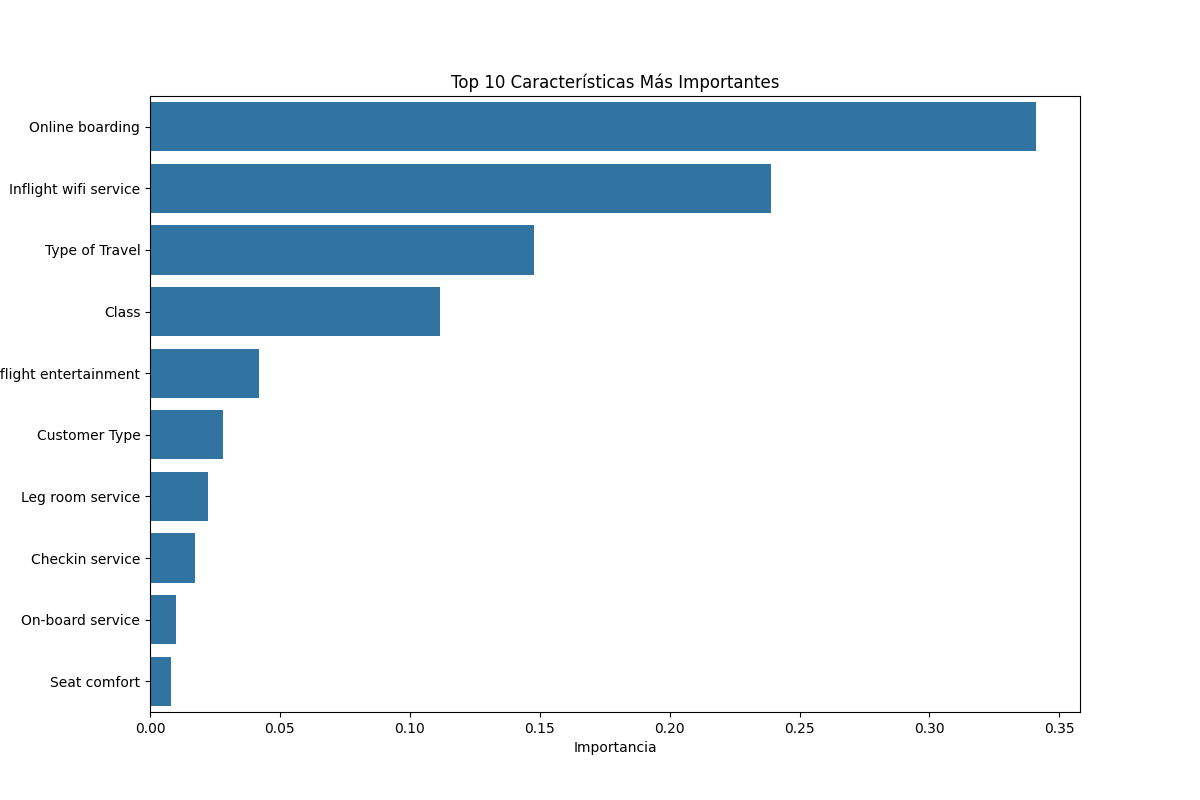 Top 10 Características Más Importantes
Online boarding
Inflight wifi service
Type of Travel
Class
flight entertainment
Customer Type
Leg room service
Checkin service
On-board service
Seat comfort
0.00 0.05 0.10 0.15 0.20 0.25 0.30 0.35
Importancia